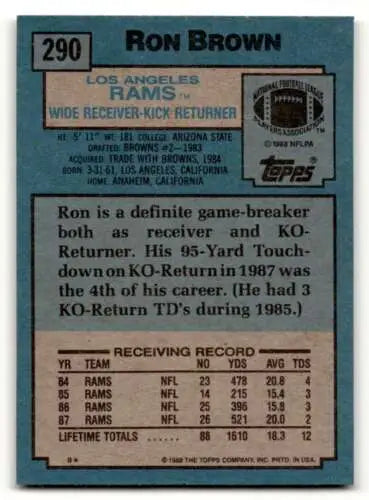 290 RON BROWN
LOS ANGELES
RAMS™
WIDE RECEIVER-KICK RETURNER
NATIONAL FOOTBALL LEAGUE
PLAYERS ASSOCIATION
© 1988 NFLPA
TOPPS
HT: 5' 11" WT: 181 COLLEGE: ARIZONA STATE
DRAFTED: BROWNS #2—1983
ACQUIRED: TRADE WITH BROWNS, 1984
BORN: 3-31-61, LOS ANGELES, CALIFORNIA
HOME: ANAHEIM, CALIFORNIA
Ron is a definite game-breaker
both as receiver and KO-
Returner. His 95-Yard Touch-
down on KO-Return in 1987 was
the 4th of his career. (He had 3
KO-Return TD's during 1985.)
RECEIVING RECORD
YR TEAM NO YDS AVG TDS
84 RAMS NFL 23 478 20.8 4
85 RAMS NFL 14 215 15.4 3
86 RAMS NFL 25 396 15.8 3
87 RAMS NFL 26 521 20.0 2
LIFETIME TOTALS ...... 88 1610 18.3 12
B* © 1988 THE TOPPS COMPANY, INC. PRTD. IN U.S.A.